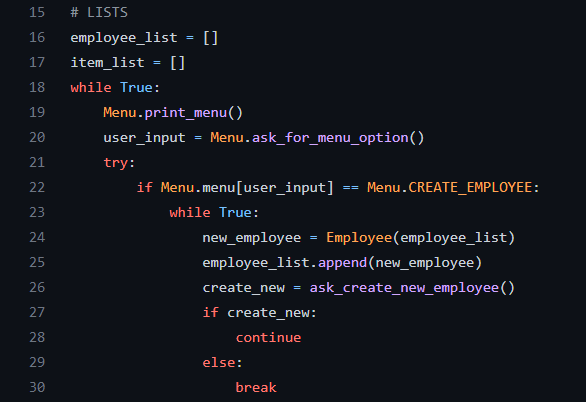 15 # LISTS
16 employee_list = []
17 item_list = []
18 while True:
19     Menu.print_menu()
20     user_input = Menu.ask_for_menu_option()
21     try:
22         if Menu.menu[user_input] == Menu.CREATE_EMPLOYEE:
23             while True:
24                 new_employee = Employee(employee_list)
25                 employee_list.append(new_employee)
26                 create_new = ask_create_new_employee()
27                 if create_new:
28                     continue
29                 else:
30                     break